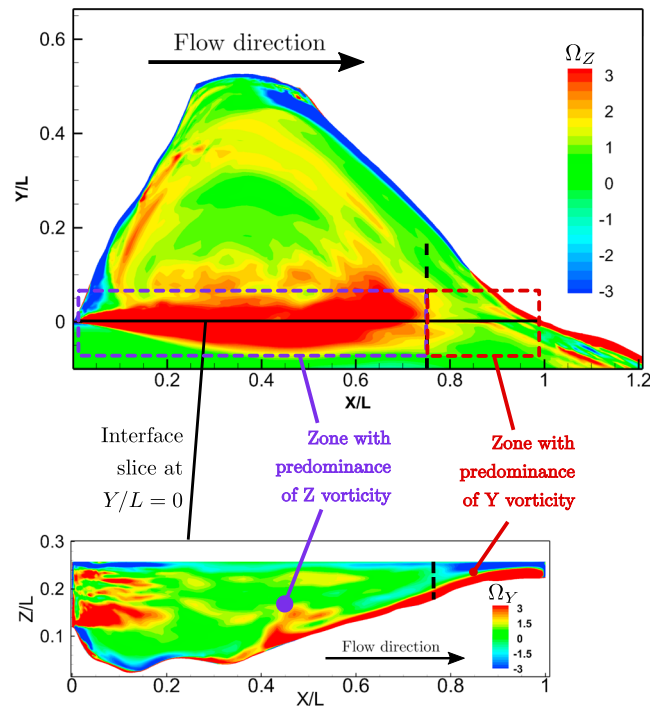 Flow direction
Ω_Z
3
2
1
0
-1
-2
-3
Y/L
0.6
0.4
0.2
0
0.2
0.4
0.6
0.8
1
1.2
X/L
Interface
slice at
Y/L = 0
Zone with
predominance
of Z vorticity
Zone with
predominance
of Y vorticity
Z/L
0.3
0.2
0.1
Ω_Y
3
1.5
0
-1.5
-3
Flow direction
0
0.2
0.4
0.6
0.8
1
X/L